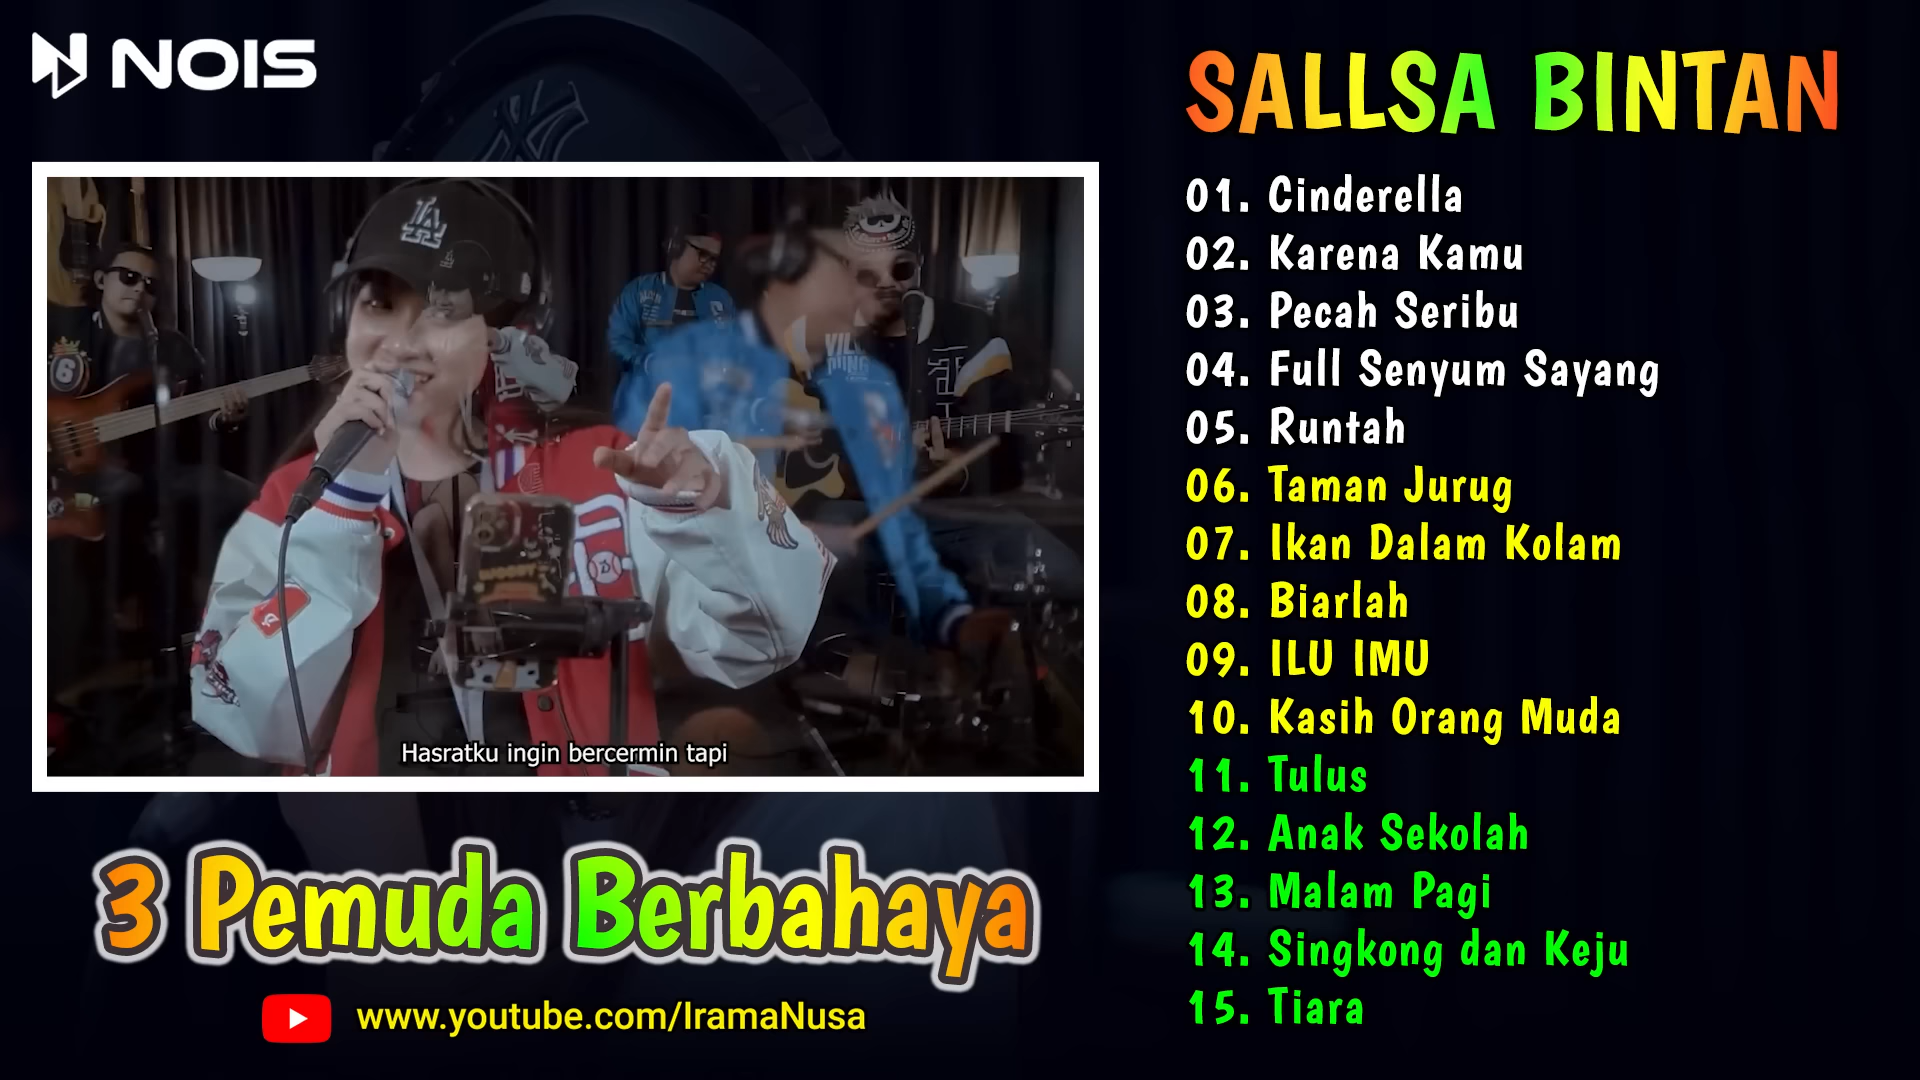 NOIS
SALLSA BINTAN
01. Cinderella
02. Karena Kamu
03. Pecah Seribu
04. Full Senyum Sayang
05. Runtah
06. Taman Jurug
07. Ikan Dalam Kolam
08. Biarlah
09. ILU IMU
10. Kasih Orang Muda
11. Tulus
12. Anak Sekolah
13. Malam Pagi
14. Singkong dan Keju
15. Tiara
LA
6
Hasratku ingin bercermin tapi
3 Pemuda Berbahaya
www.youtube.com/IramaNusa